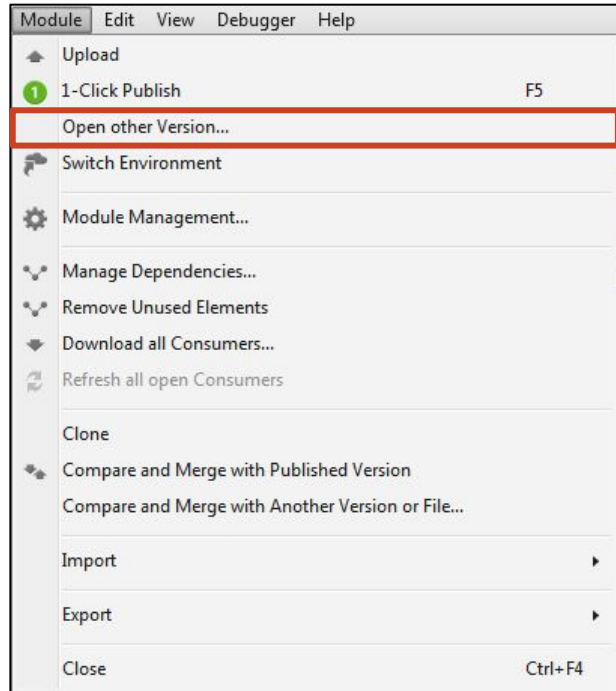 Module Edit View Debugger Help
Upload
1 1-Click Publish F5
Open other Version...
Switch Environment
Module Management...
Manage Dependencies...
Remove Unused Elements
Download all Consumers...
Refresh all open Consumers
Clone
Compare and Merge with Published Version
Compare and Merge with Another Version or File...
Import
Export
Close Ctrl+F4